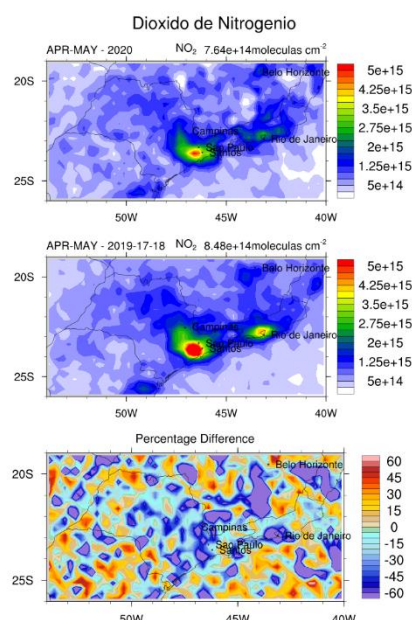 Dioxido de Nitrogenio
APR-MAY - 2020 NO₂ 7.64e+14moleculas cm⁻²
Belo Horizonte
Campinas
Rio de Janeiro
Sao Paulo
Santos
20S
25S
50W 45W 40W
5e+15
4.25e+15
3.5e+15
2.75e+15
2e+15
1.25e+15
5e+14
APR-MAY - 2019-17-18 NO₂ 8.48e+14moleculas cm⁻²
Belo Horizonte
Campinas
Rio de Janeiro
Sao Paulo
Santos
20S
25S
50W 45W 40W
5e+15
4.25e+15
3.5e+15
2.75e+15
2e+15
1.25e+15
5e+14
Percentage Difference
Belo Horizonte
Campinas
Rio de Janeiro
Sao Paulo
Santos
20S
25S
50W 45W 40W
60
45
30
15
0
-15
-30
-45
-60